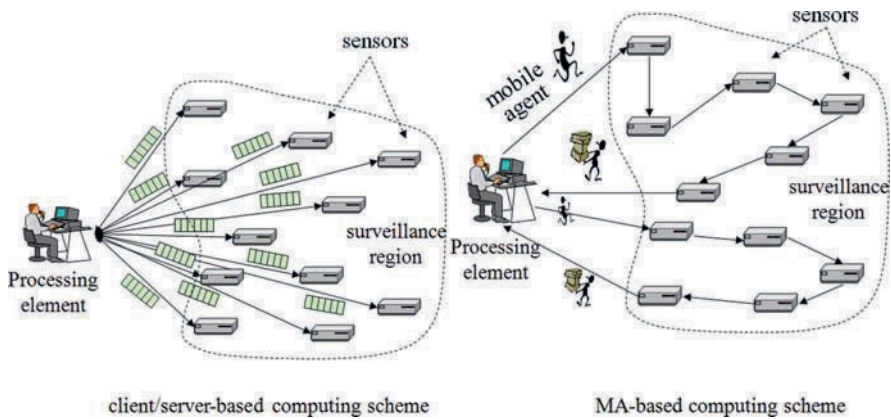 sensors
surveillance
region
Processing
element
client/server-based computing scheme
mobile
agent
sensors
surveillance
region
Processing
element
MA-based computing scheme